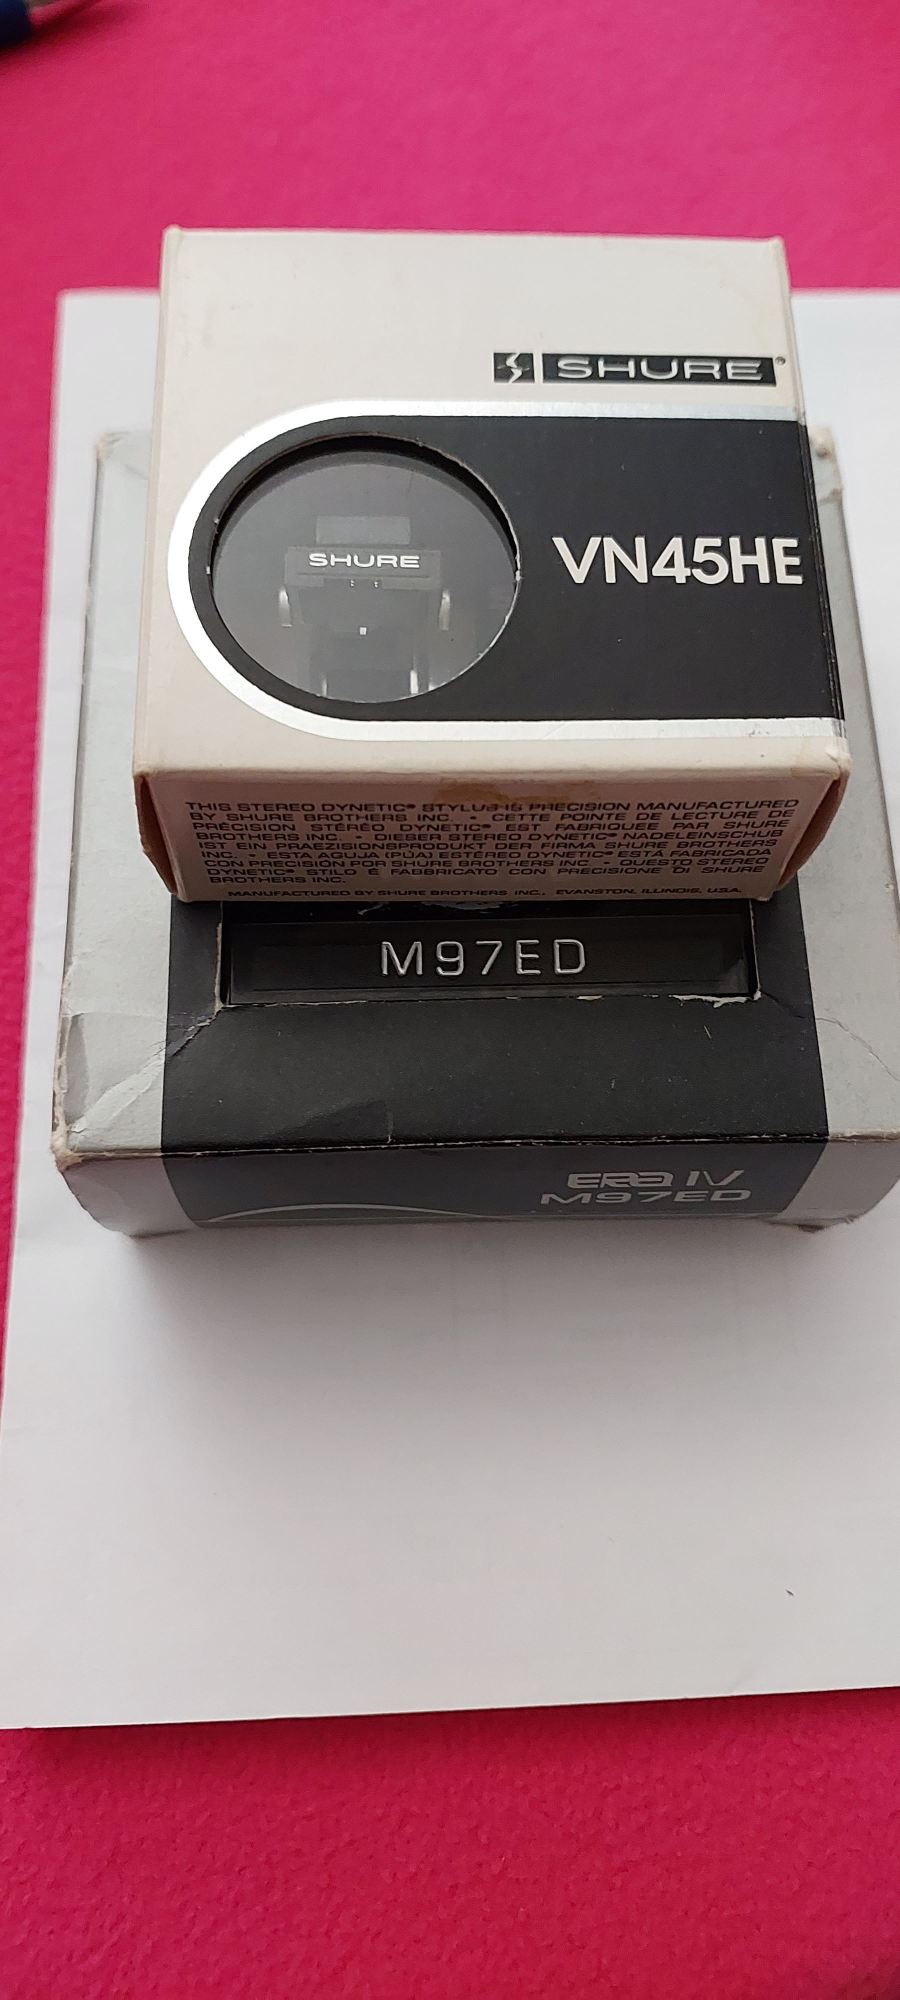 SHURE®
SHURE
VN45HE
THIS STEREO DYNETIC® STYLUS IS PRECISION MANUFACTURED
BY SHURE BROTHERS INC. • CETTE POINTE DE LECTURE DE
PRÉCISION STÉRÉO DYNETIC® EST FABRIQUEE PAR SHURE
BROTHERS INC. • DIESER STEREO DYNETIC® NADELEINSCHUB
IST EIN PRAEZISIONSPRODUKT DER FIRMA SHURE BROTHERS
INC. • ESTA AGUJA (PÚA) ESTÉREO DYNETIC® ESTÁ FABRICADA
CON PRECISIÓN POR SHURE BROTHERS INC • QUESTO STEREO
DYNETIC® STILO É FABBRICATO CON PRECISIONE DI SHURE
BROTHERS INC.
MANUFACTURED BY SHURE BROTHERS INC., EVANSTON, ILLINOIS, U.S.A.
M97ED
ERA IV
M97ED